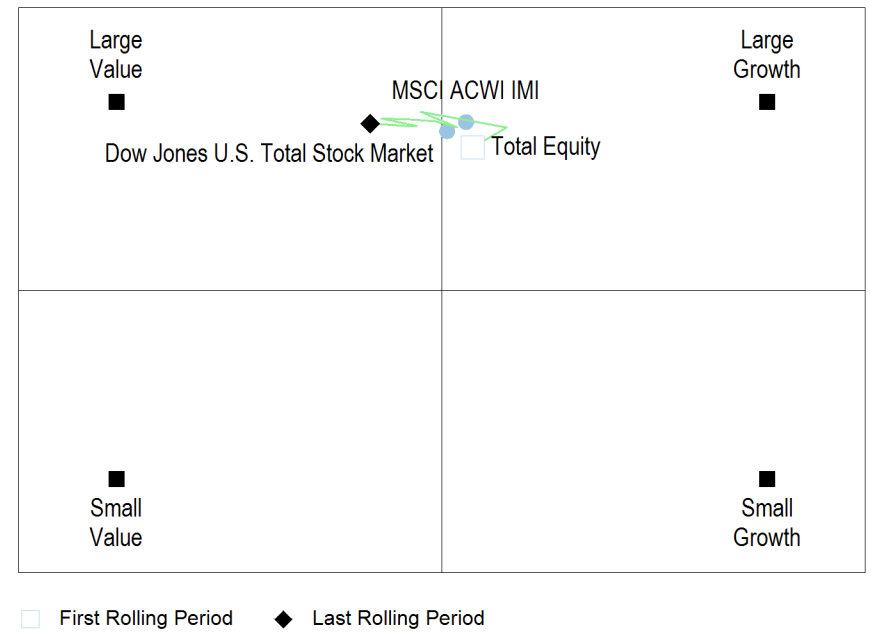 Large
Value
Large
Growth
MSCI ACWI IMI
Dow Jones U.S. Total Stock Market
Total Equity
Small
Value
Small
Growth
First Rolling Period
Last Rolling Period